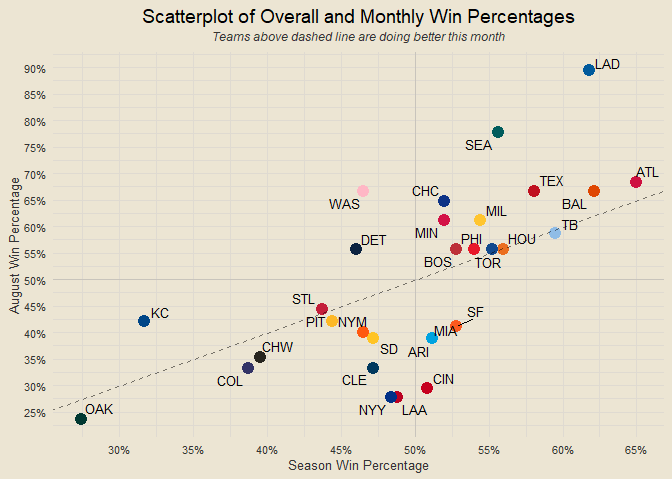 Scatterplot of Overall and Monthly Win Percentages
Teams above dashed line are doing better this month
August Win Percentage
90%
85%
80%
75%
70%
65%
60%
55%
50%
45%
40%
35%
30%
25%
LAD
SEA
ATL
TEX
BAL
WAS
CHC
MIL
MIN
TB
DET
PHI
HOU
BOS
TOR
STL
KC
PIT
NYM
SF
MIA
SD
ARI
CHW
COL
CLE
CIN
NYY
LAA
OAK
30%
35%
40%
45%
50%
55%
60%
65%
Season Win Percentage